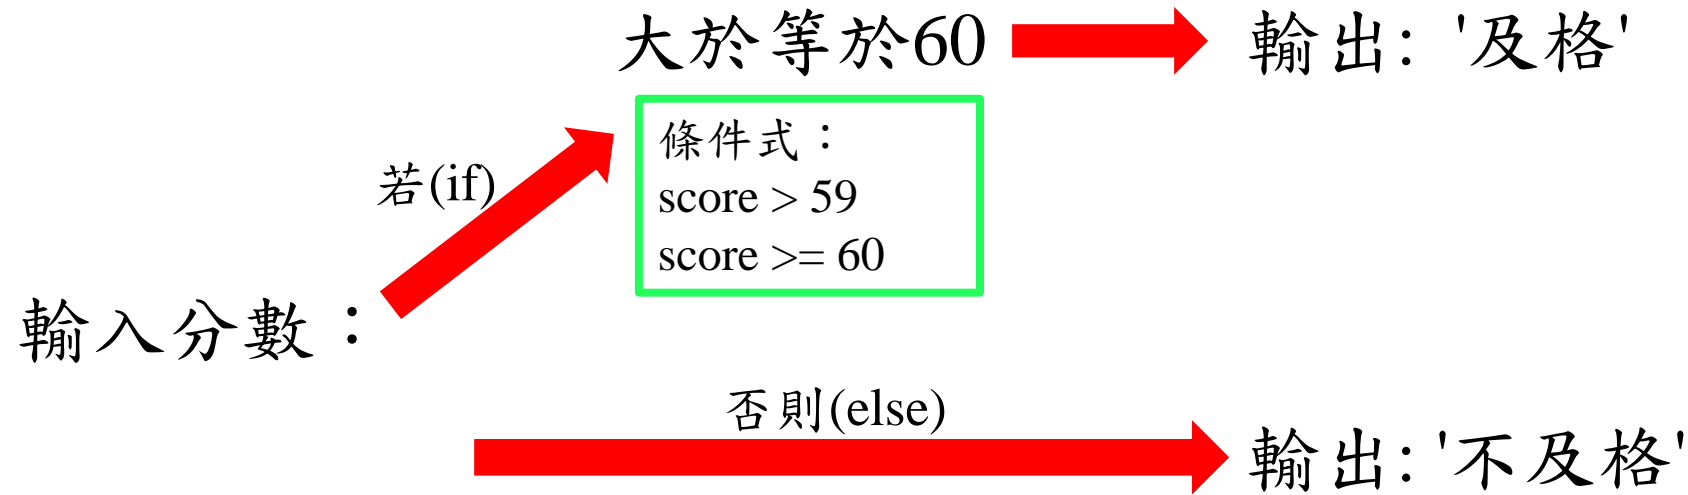 大於等於60
輸出: '及格'
條件式：
score > 59
score >= 60
若(if)
輸入分數：
否則(else)
輸出: '不及格'